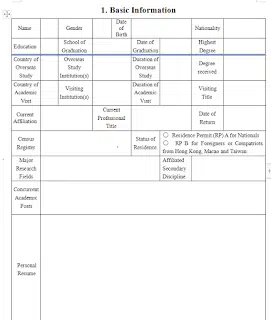 1. Basic Information
Name
Gender
Date
of
Birth
Nationality
Education
School of
Graduation
Date of
Graduation
Highest
Degree
Country of
Overseas
Study
Overseas
Study
Institution(s)
Duration of
Overseas
Study
Degree
received
Country of
Academic
Visit
Visiting
Institution(s)
Duration of
Academic
Visit
Visiting
Title
Current
Affiliation
Current
Professional
Title
Date of
Return
Census
Register
Status of
Residence
○ Residence Permit (RP) A for Nationals
○ RP B for Foreigners or Compatriots
from Hong Kong, Macao and Taiwan
Major
Research
Fields
Affiliated
Secondary
Discipline
Concurrent
Academic
Posts
Personal
Resume